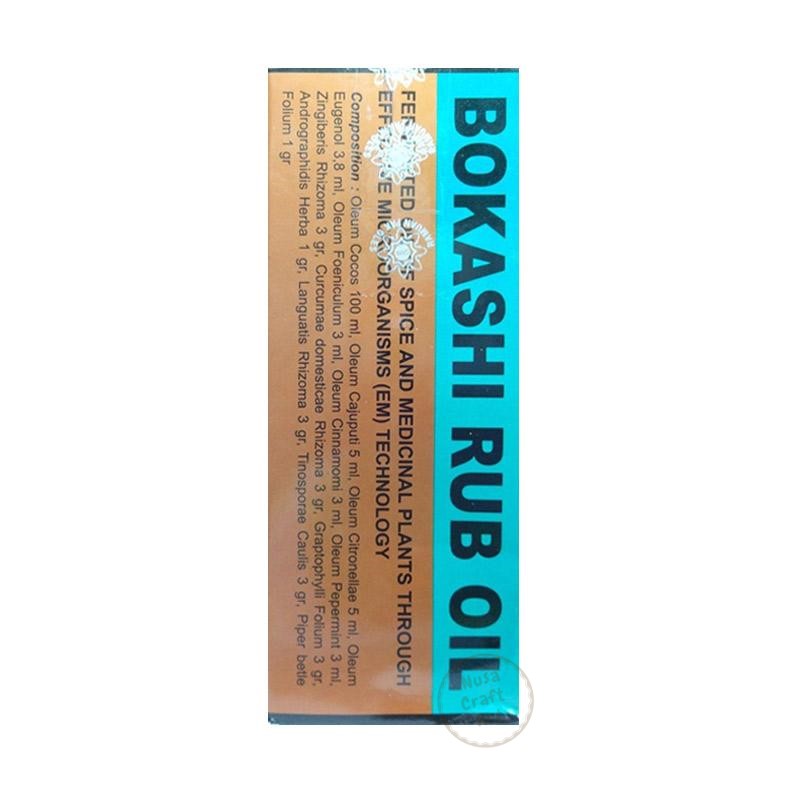 BOKASHI RUB OIL
OF SPICE AND MEDICINAL PLANTS THROUGH
MICROORGANISMS (EM) TECHNOLOGY
Composition : Oleum Cocos 100 ml, Oleum Cajuputi 5 ml, Oleum Citronellae 5 ml, Oleum
Eugenol 3,8 ml, Oleum Foeniculum 3 ml, Oleum Cinnamomi 3 ml, Oleum Pepermint 3 ml,
Zingiberis Rhizoma 3 gr, Curcumae domesticae Rhizoma 3 gr, Graptophylli Folium 3 gr,
Andrographidis Herba 1 gr, Languatis Rhizoma 3 gr, Tinosporae Caulis 3 gr, Piper betle
Folium 1 gr
Nusa
Craft